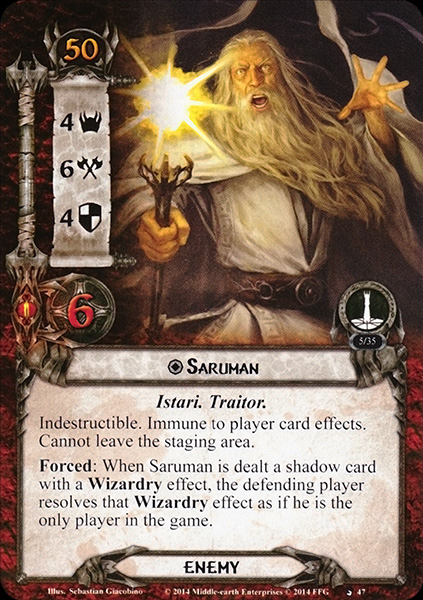 50
4
6
4
6
5/35
SARUMAN
Istari. Traitor.
Indestructible. Immune to player card effects.
Cannot leave the staging area.
Forced: When Saruman is dealt a shadow card
with a Wizardry effect, the defending player
resolves that Wizardry effect as if he is the
only player in the game.
ENEMY
Illus. Sebastian Giacobino © 2014 Middle-earth Enterprises © 2014 FFG 47